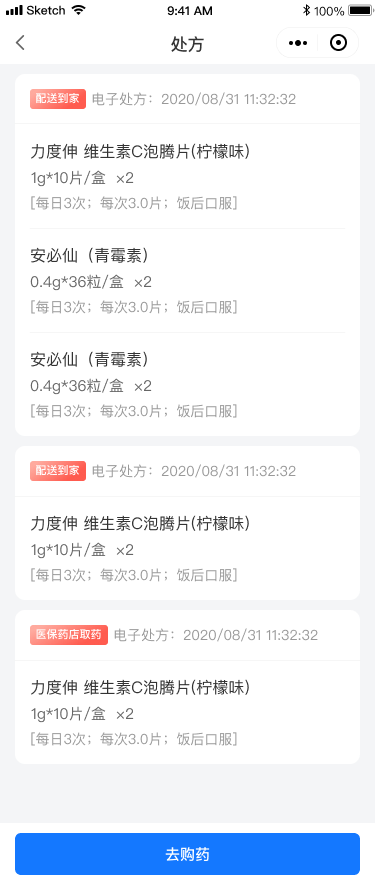 Sketch 9:41 AM 100%
处方
配送到家 电子处方：2020/08/31 11:32:32
力度伸 维生素C泡腾片(柠檬味)
1g*10片/盒 ×2
[每日3次；每次3.0片；饭后口服]
安必仙（青霉素）
0.4g*36粒/盒 ×2
[每日3次；每次3.0片；饭后口服]
安必仙（青霉素）
0.4g*36粒/盒 ×2
[每日3次；每次3.0片；饭后口服]
配送到家 电子处方：2020/08/31 11:32:32
力度伸 维生素C泡腾片(柠檬味)
1g*10片/盒 ×2
[每日3次；每次3.0片；饭后口服]
医保药店取药 电子处方：2020/08/31 11:32:32
力度伸 维生素C泡腾片(柠檬味)
1g*10片/盒 ×2
[每日3次；每次3.0片；饭后口服]
去购药